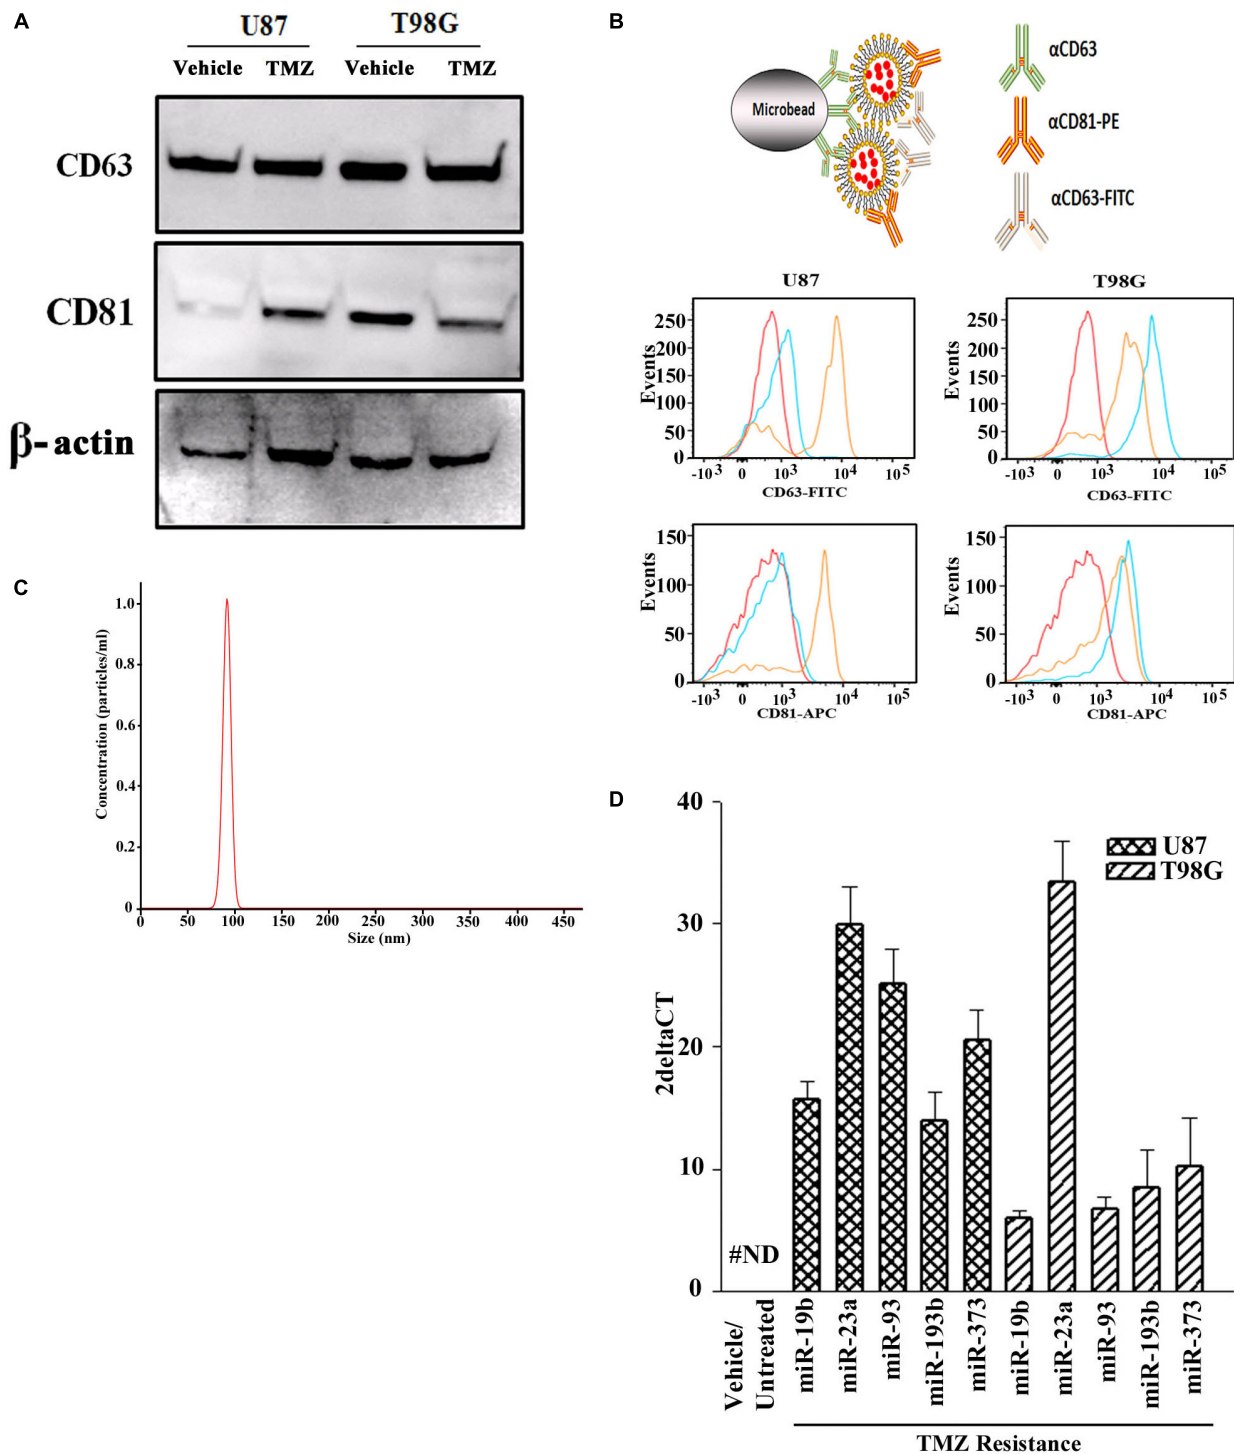 A
U87
T98G
Vehicle
TMZ
Vehicle
TMZ
CD63
CD81
β-actin
B
Microbead
αCD63
αCD81-PE
αCD63-FITC
U87
Events
250
200
150
100
50
0
-10³ 0 10³ 10⁴ 10⁵
CD63-FITC
T98G
Events
250
200
150
100
50
0
-10³ 0 10³ 10⁴ 10⁵
CD63-FITC
Events
150
100
50
0
-10³ 0 10³ 10⁴ 10⁵
CD81-APC
Events
150
100
50
0
-10³ 0 10³ 10⁴ 10⁵
CD81-APC
C
Concentration (particles/ml)
1.0
0.8
0.6
0.4
0.2
0
0 50 100 150 200 250 300 350 400 450
Size (nm)
D
2deltaCT
40
30
20
10
0
U87
T98G
#ND
Vehicle/
Untreated
miR-19b
miR-23a
miR-93
miR-193b
miR-373
miR-19b
miR-23a
miR-93
miR-193b
miR-373
TMZ Resistance